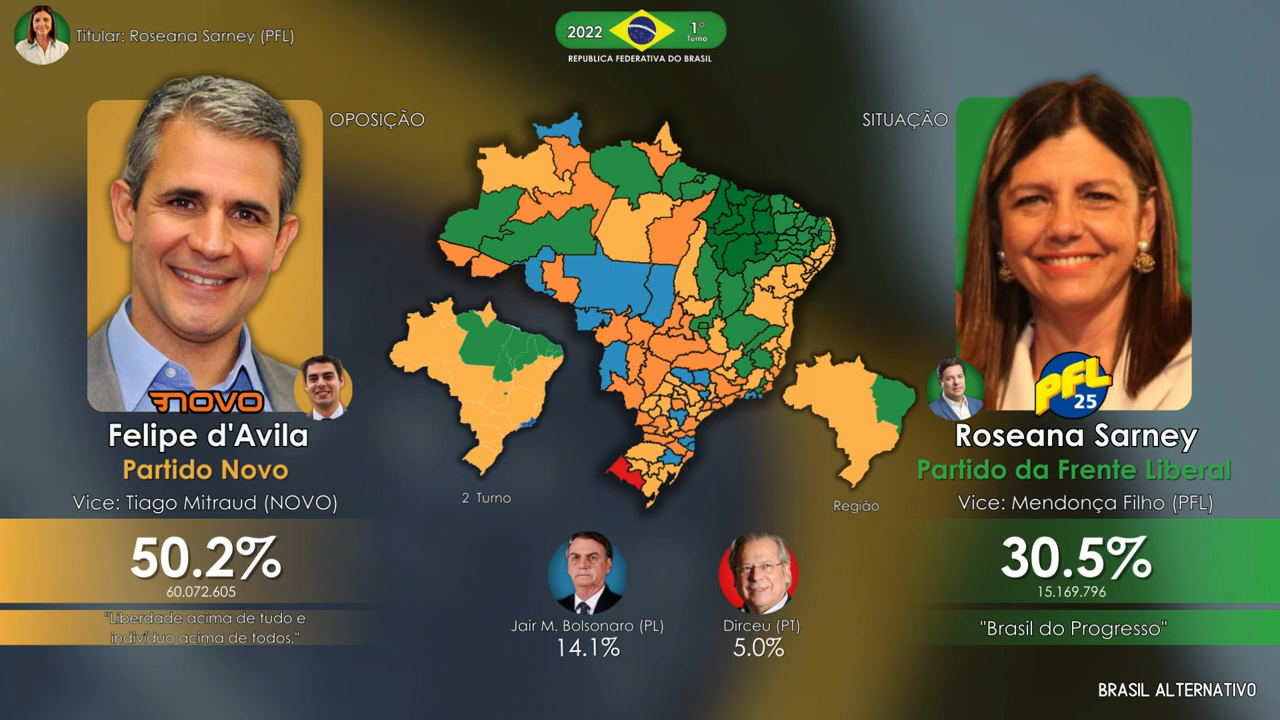 Titular: Roseana Sarney (PFL)
2022
1°
Turno
REPUBLICA FEDERATIVA DO BRASIL
OPOSIÇÃO
SITUAÇÃO
NOVO
PFL
25
Felipe d'Avila
Partido Novo
Vice: Tiago Mitraud (NOVO)
50.2%
60.072.605
"Liberdade acima de tudo e
indivíduo acima de todos."
2 Turno
Região
Roseana Sarney
Partido da Frente Liberal
Vice: Mendonça Filho (PFL)
30.5%
15.169.796
"Brasil do Progresso"
Jair M. Bolsonaro (PL)
14.1%
Dirceu (PT)
5.0%
BRASIL ALTERNATIVO